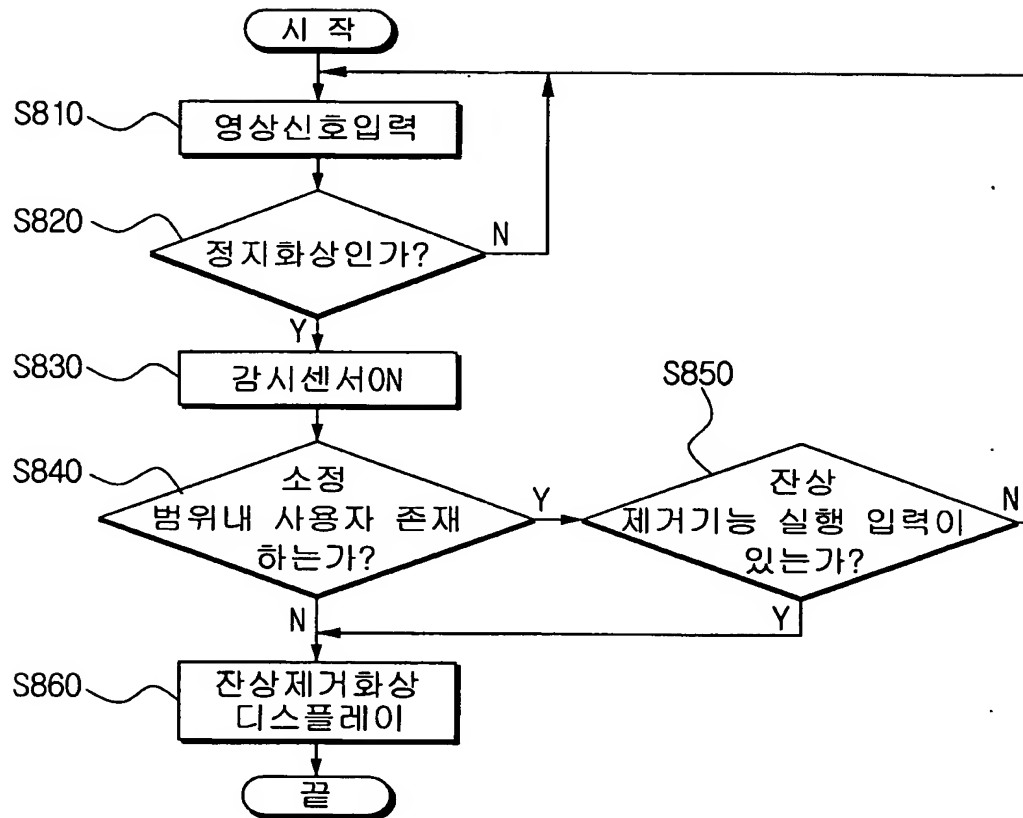 시 작
S810
영상신호입력
S820
정지화상인가?
N
Y
S830
감시센서ON
S840
소정
범위내 사용자 존재
하는가?
Y
N
S850
잔상
제거기능 실행 입력이
있는가?
N
Y
S860
잔상제거화상
디스플레이
끝